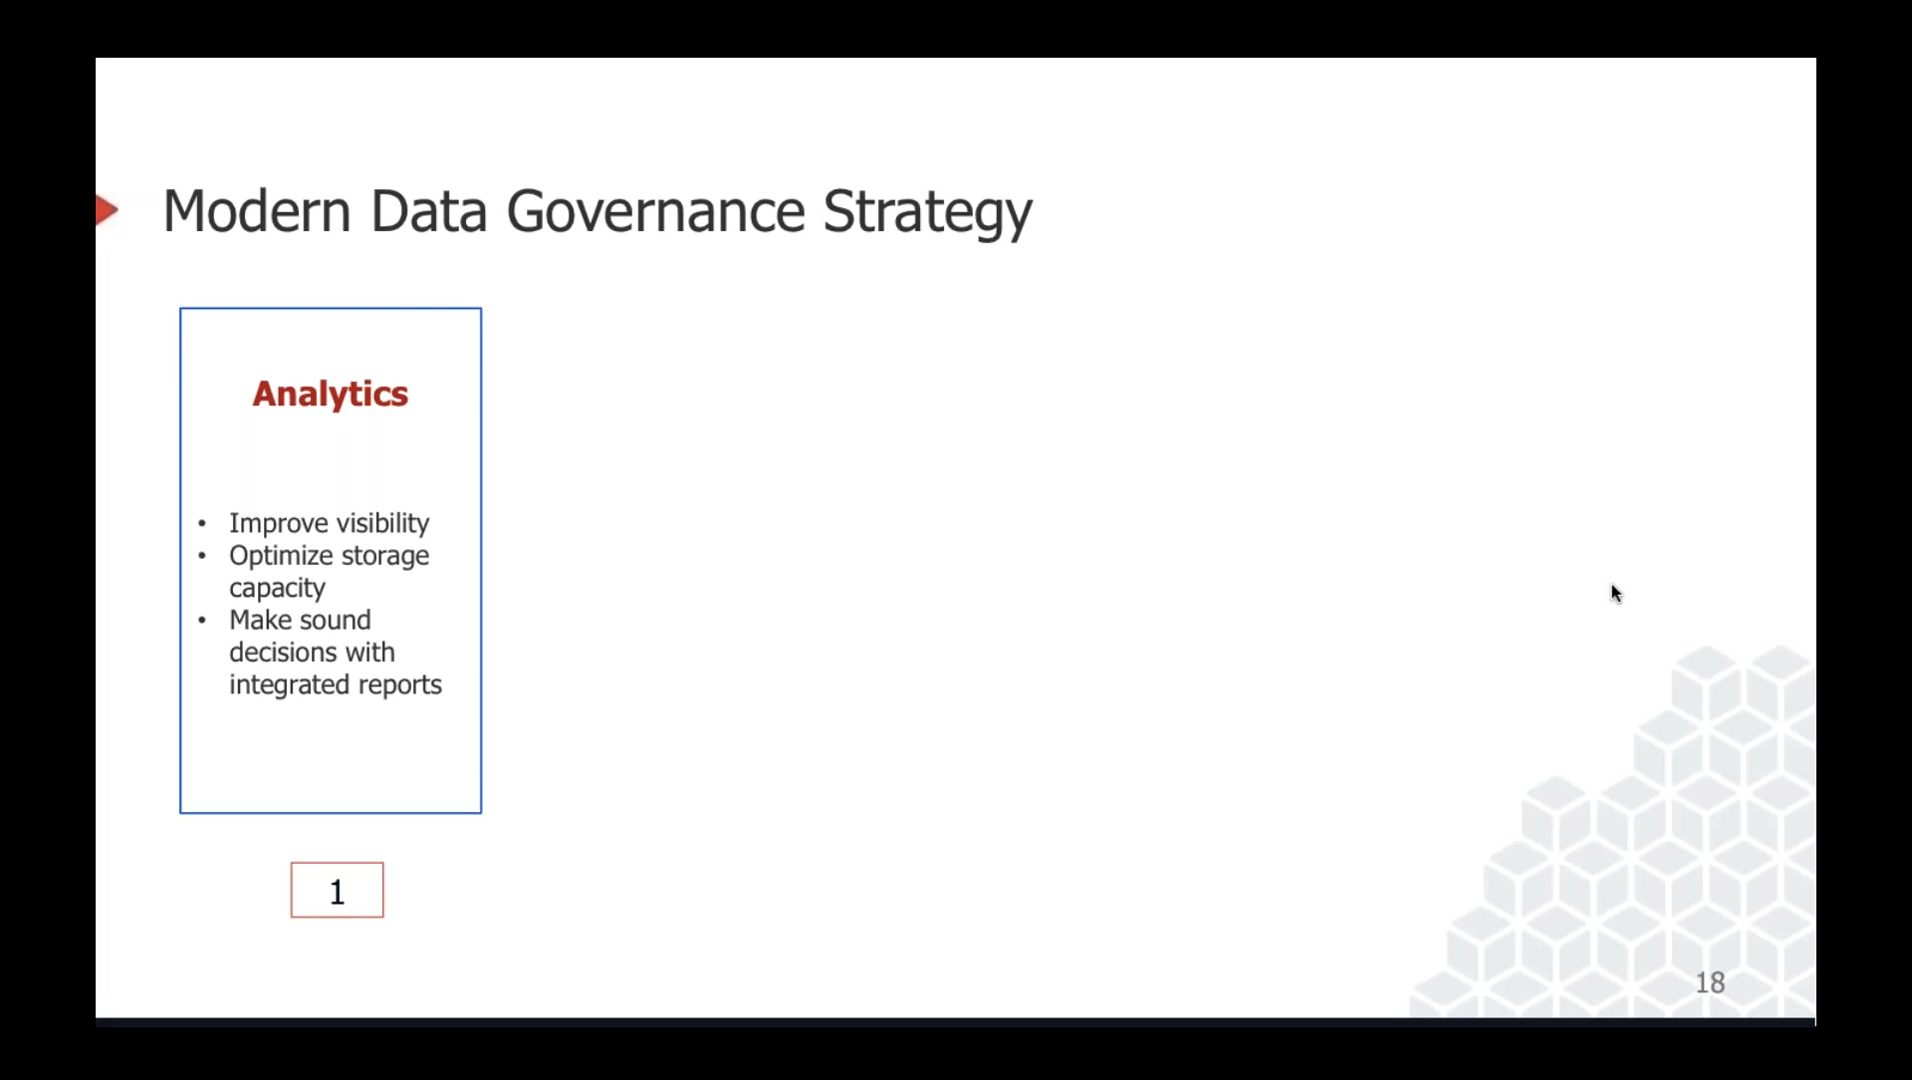 Modern Data Governance Strategy
Analytics
• Improve visibility
• Optimize storage
capacity
• Make sound
decisions with
integrated reports
1
18